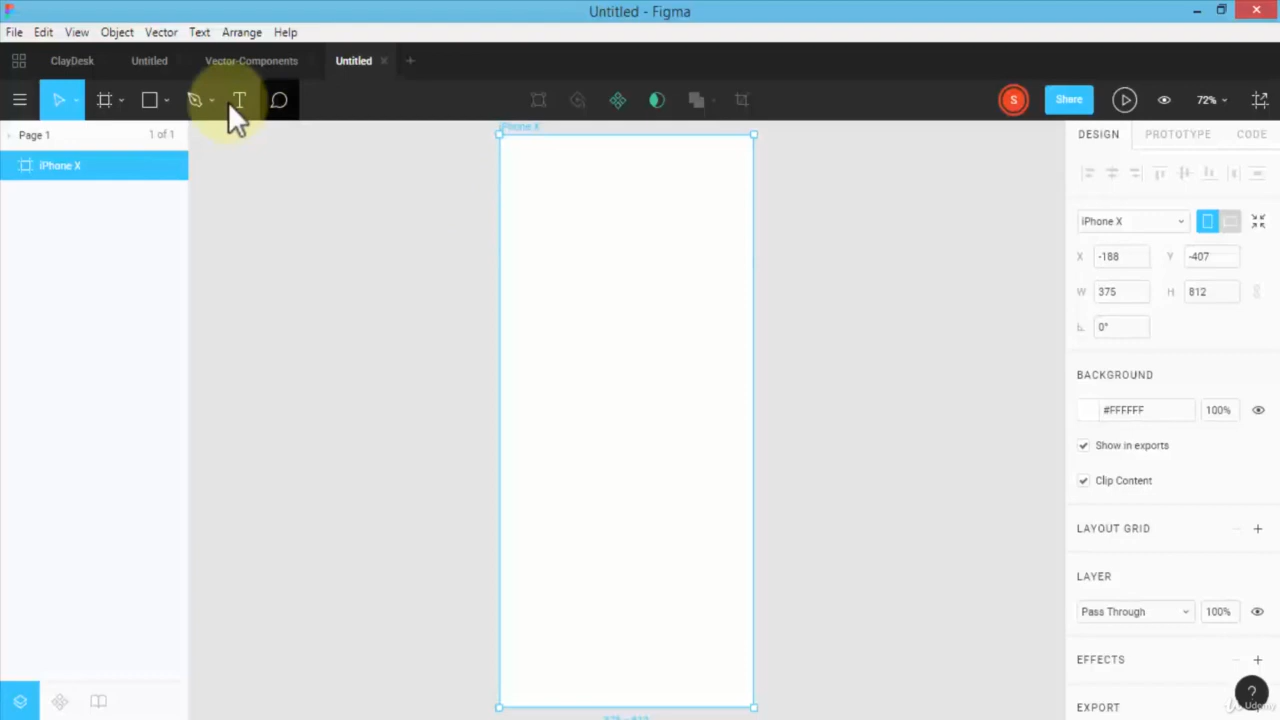 Untitled - Figma
File Edit View Object Vector Text Arrange Help
ClayDesk Untitled Vector-Components Untitled
S Share 72%
Page 1 1 of 1
iPhone X
iPhone X
DESIGN PROTOTYPE CODE
iPhone X
X -188 Y -407
W 375 H 812
0°
BACKGROUND
#FFFFFF 100%
Show in exports
Clip Content
LAYOUT GRID
LAYER
Pass Through 100%
EFFECTS
EXPORT
?
Udemy